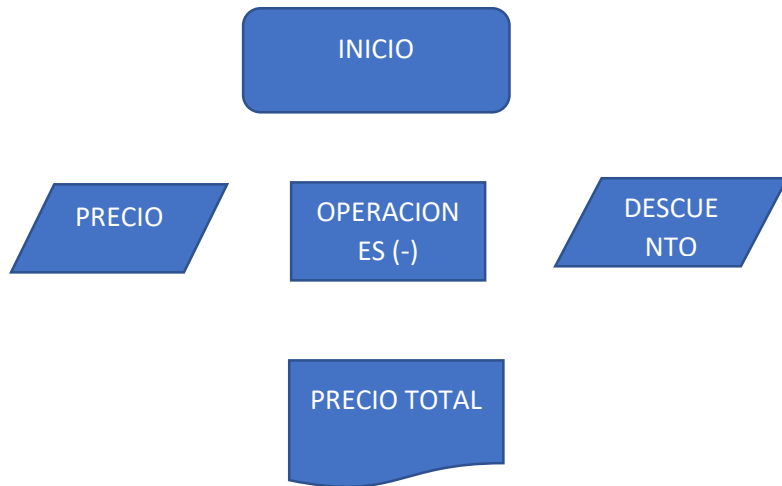 INICIO
PRECIO
OPERACION
ES (-)
DESCUE
NTO
PRECIO TOTAL